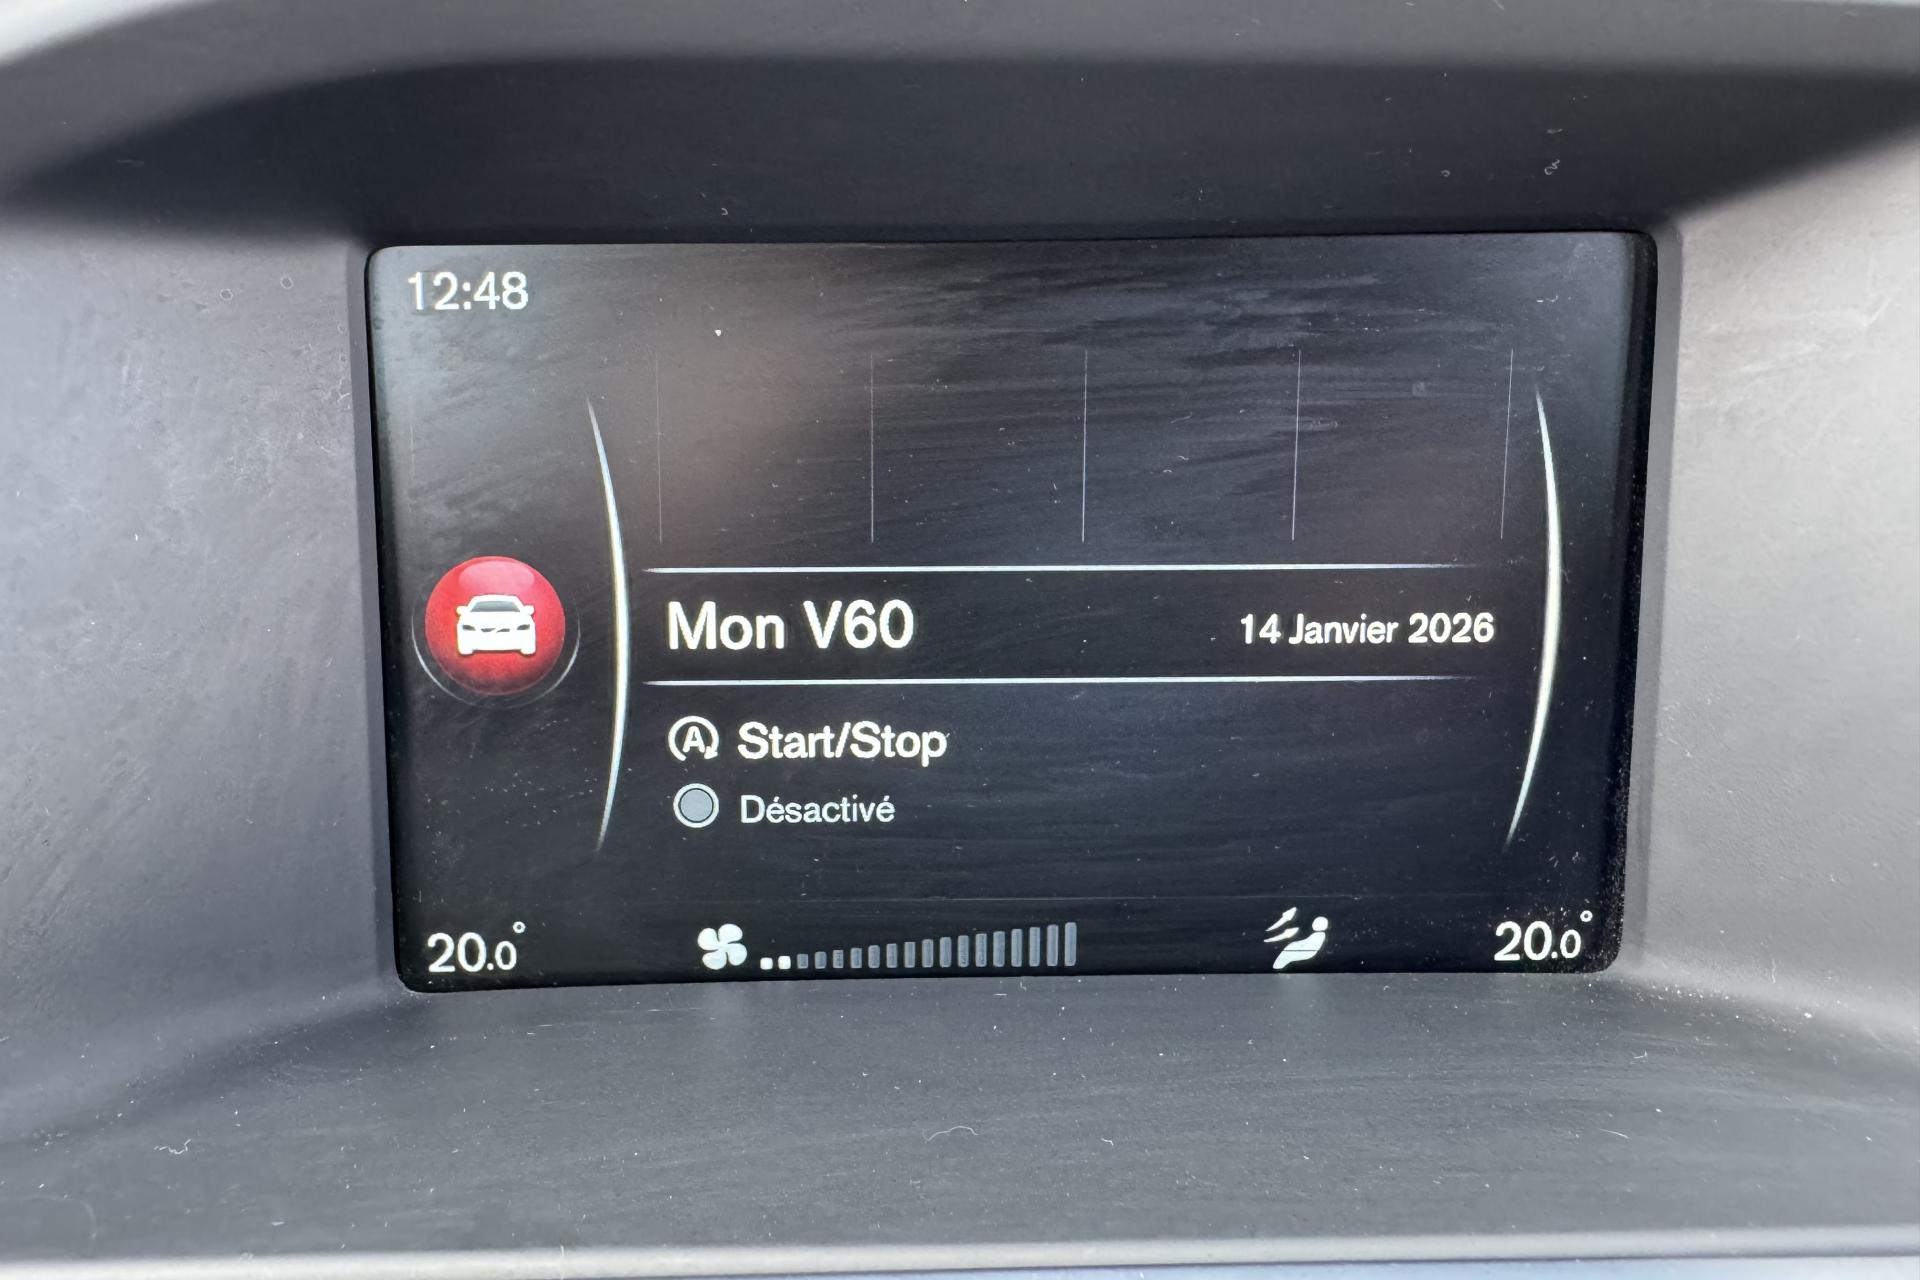 12:48
Mon V60
14 Janvier 2026
A Start/Stop
Désactivé
20.0°
20.0°